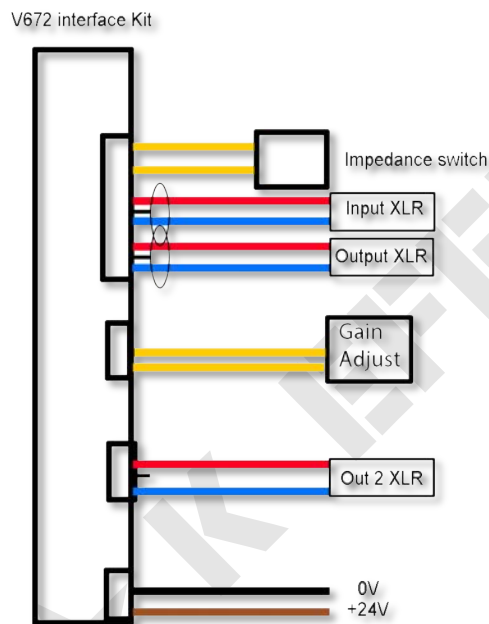 V672 interface Kit
Impedance switch
Input XLR
Output XLR
Gain
Adjust
Out 2 XLR
0V
+24V